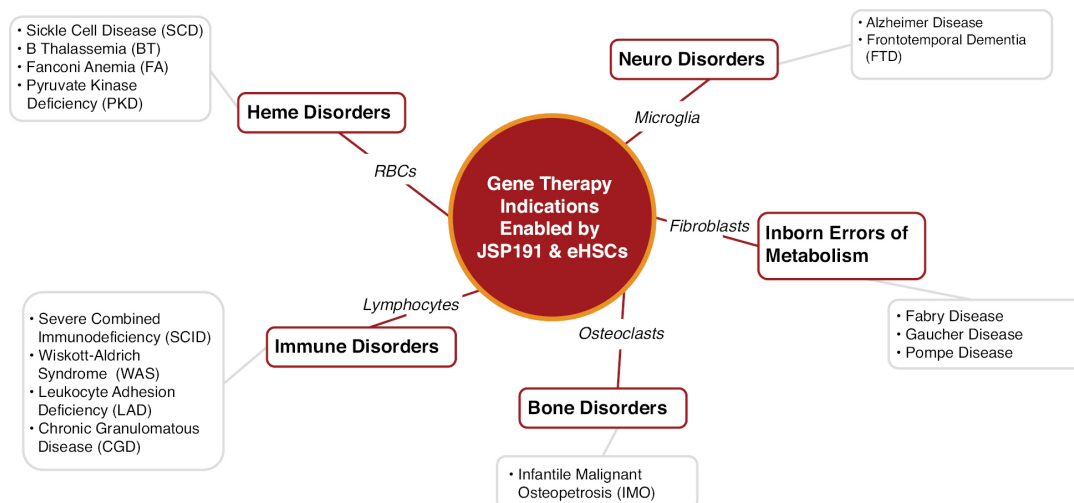 • Sickle Cell Disease (SCD)
• B Thalassemia (BT)
• Fanconi Anemia (FA)
• Pyruvate Kinase
Deficiency (PKD)
Heme Disorders
RBCs
• Alzheimer Disease
• Frontotemporal Dementia
(FTD)
Neuro Disorders
Microglia
Gene Therapy
Indications
Enabled by
JSP191 & eHSCs
Fibroblasts
Inborn Errors of
Metabolism
• Fabry Disease
• Gaucher Disease
• Pompe Disease
Lymphocytes
Immune Disorders
• Severe Combined
Immunodeficiency (SCID)
• Wiskott-Aldrich
Syndrome (WAS)
• Leukocyte Adhesion
Deficiency (LAD)
• Chronic Granulomatous
Disease (CGD)
Osteoclasts
Bone Disorders
• Infantile Malignant
Osteopetrosis (IMO)